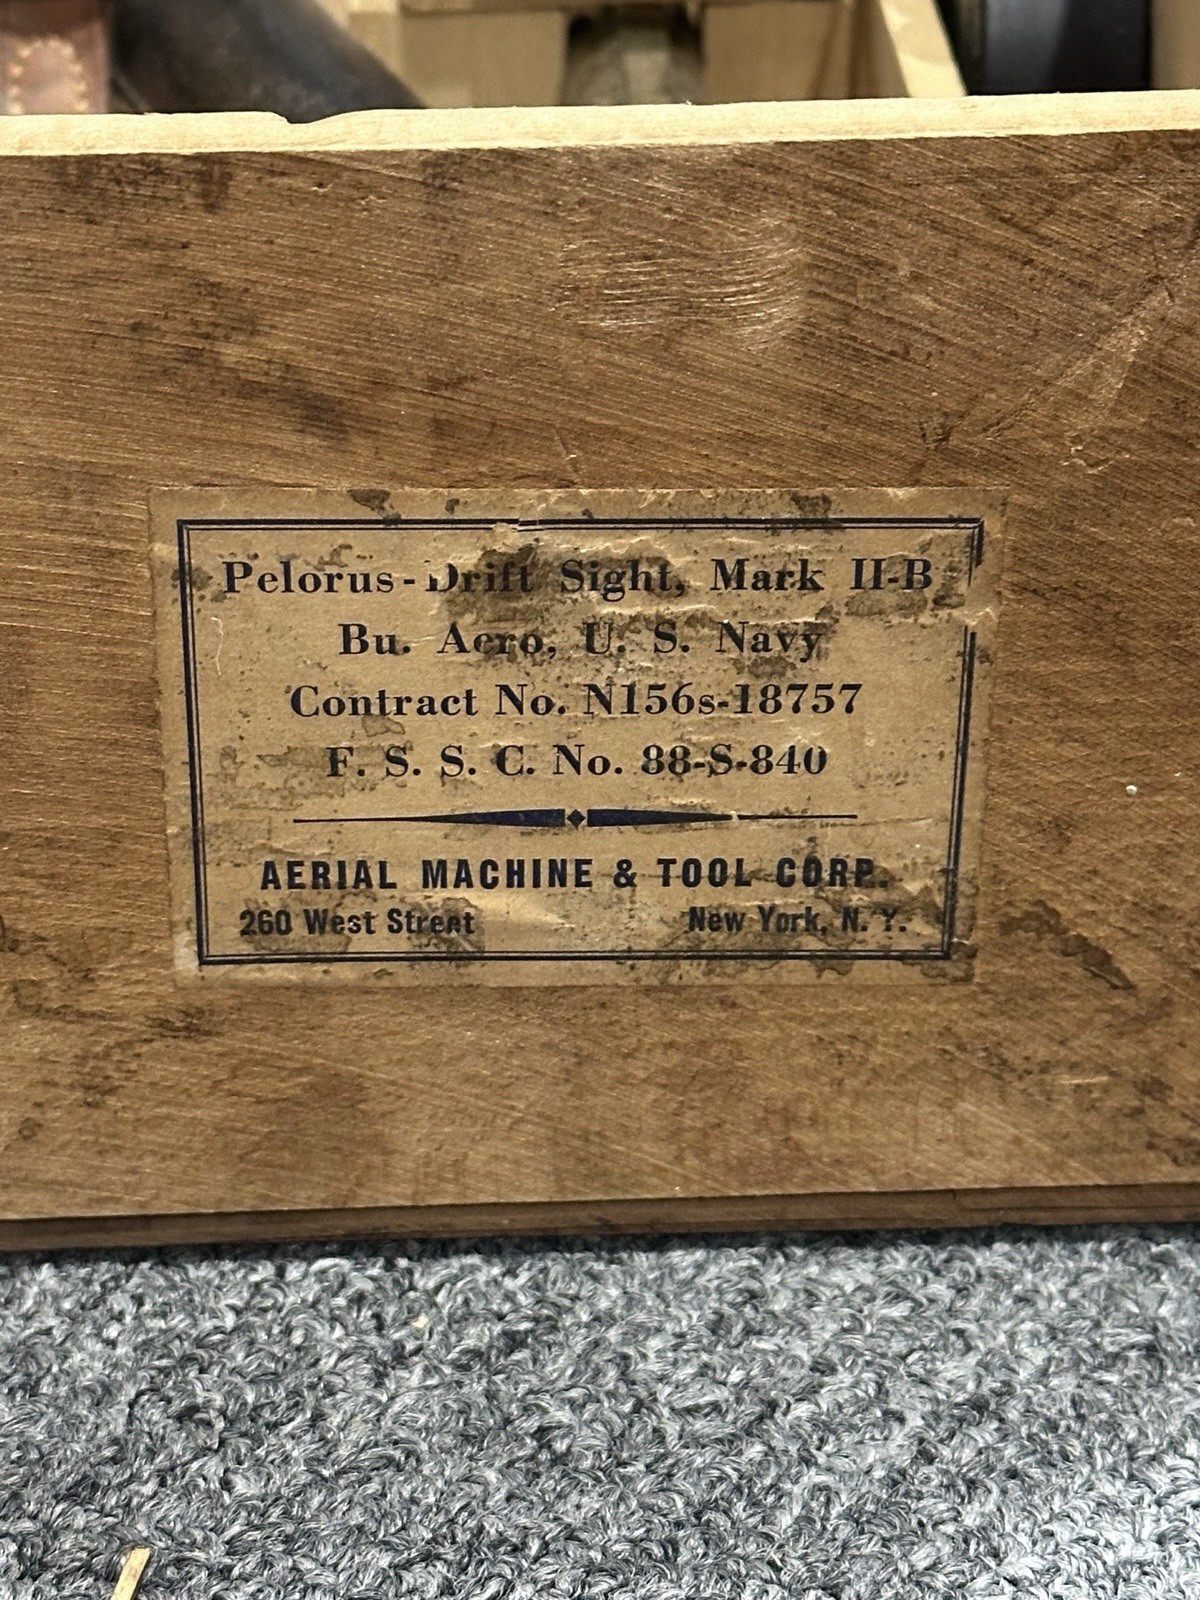 Pelorus-Drift Sight, Mark II-B
Bu. Aero, U. S. Navy
Contract No. N156s-18757
F. S. S. C. No. 88-S-840
AERIAL MACHINE & TOOL CORP.
260 West Street New York, N. Y.